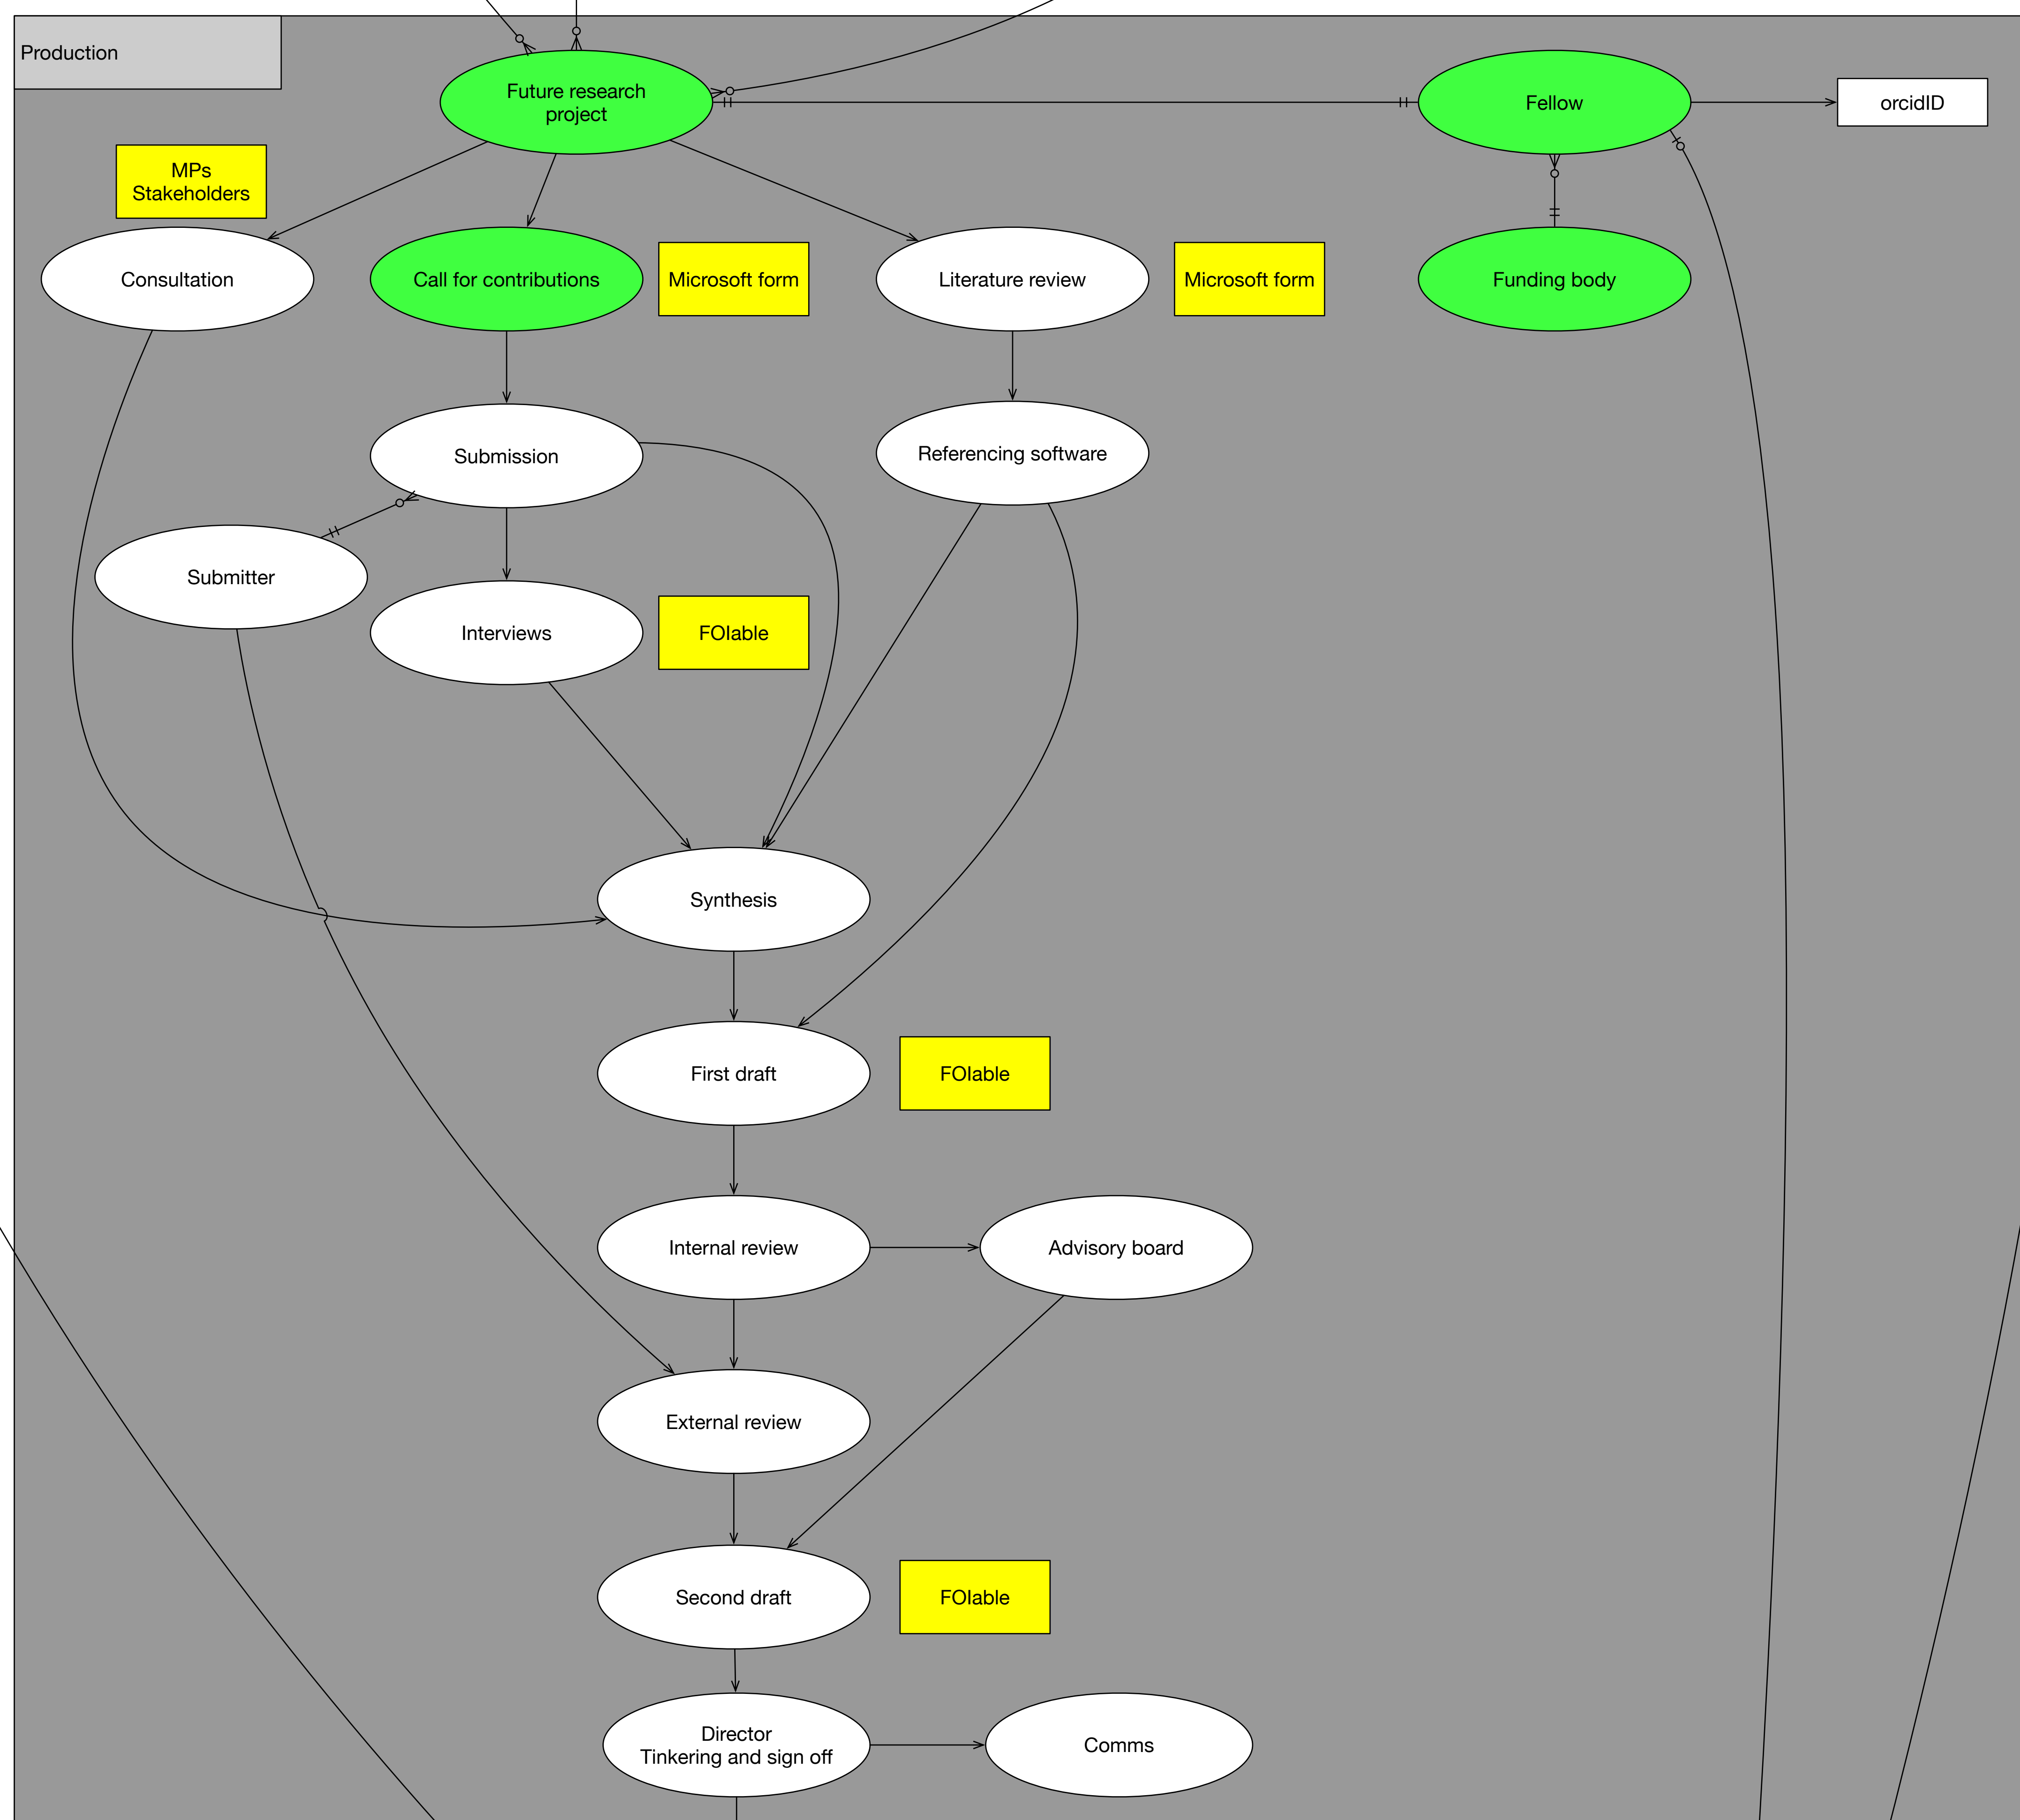 Production
Future research
project
Fellow
orcidID
MPs
Stakeholders
Consultation
Call for contributions
Microsoft form
Literature review
Microsoft form
Funding body
Submission
Referencing software
Submitter
Interviews
FOIable
Synthesis
First draft
FOIable
Internal review
Advisory board
External review
Second draft
FOIable
Director
Tinkering and sign off
Comms